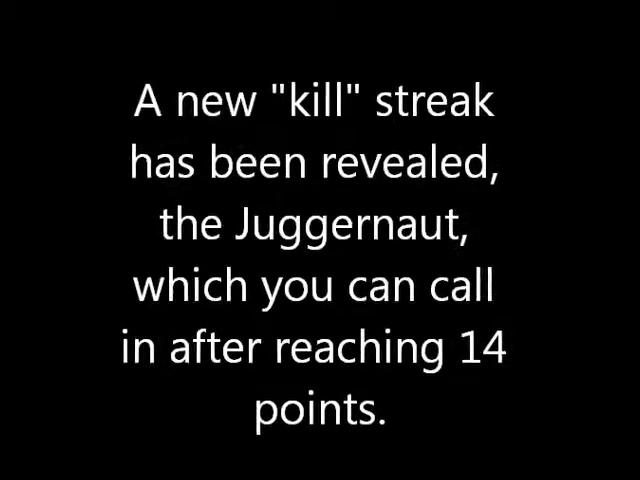 A new "kill" streak
has been revealed,
the Juggernaut,
which you can call
in after reaching 14
points.